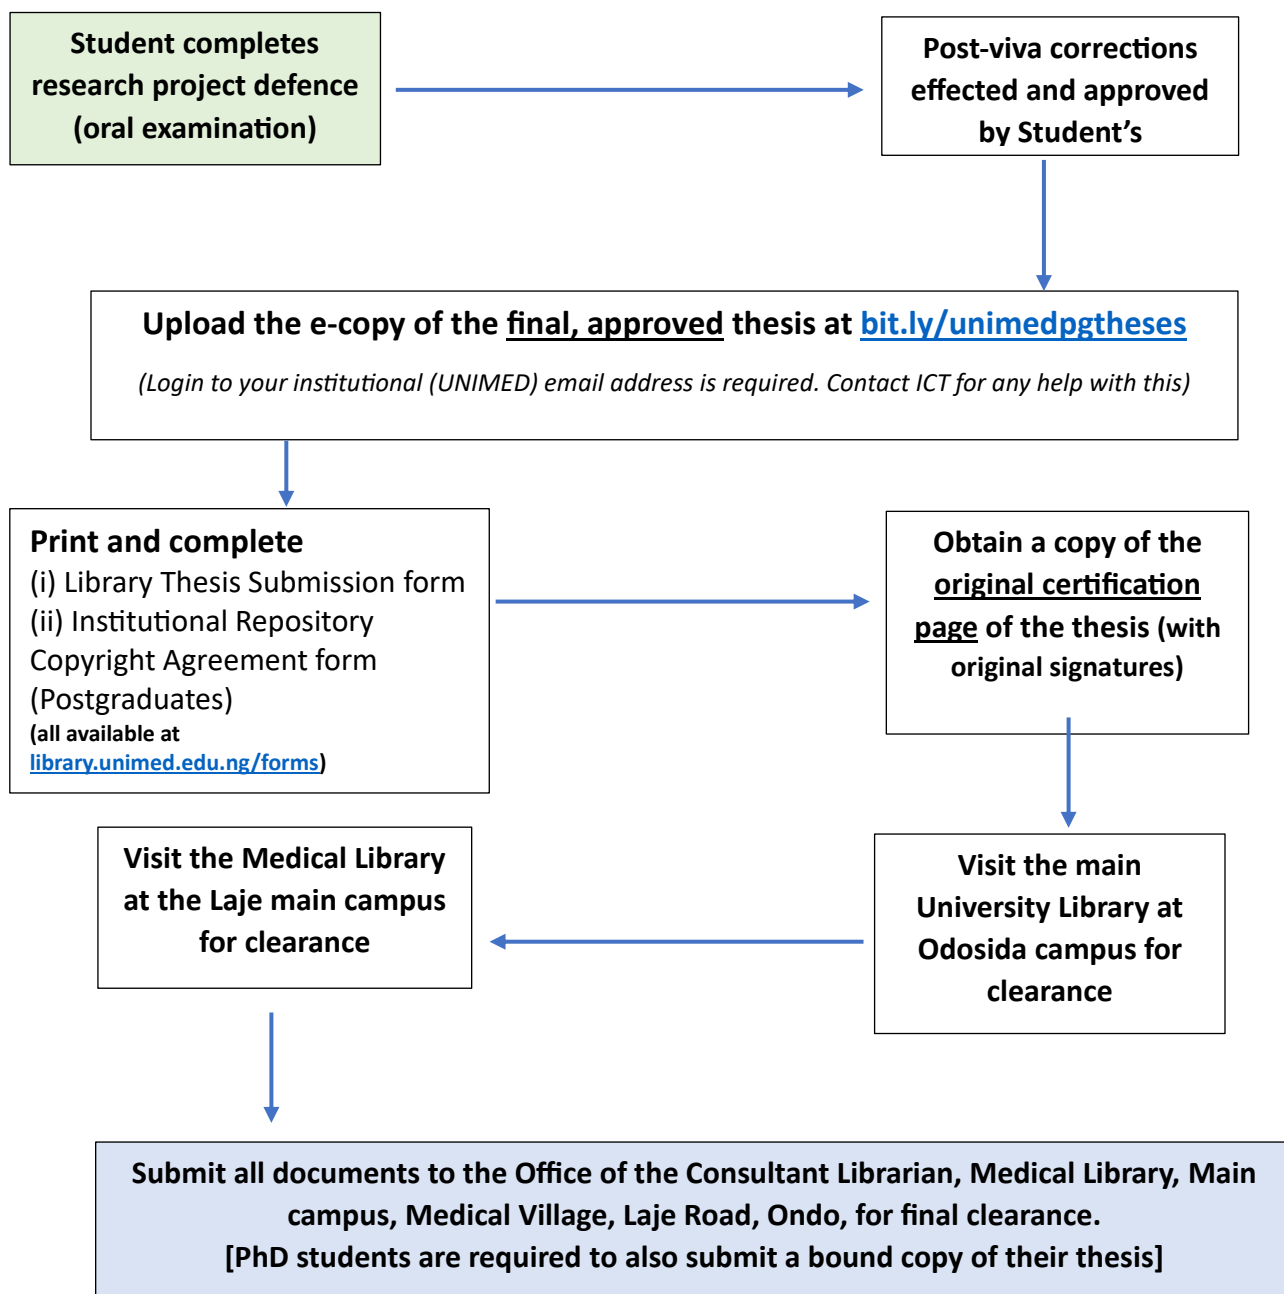 Student completes
research project defence
(oral examination)
Post-viva corrections
effected and approved
by Student’s
Upload the e-copy of the final, approved thesis at bit.ly/unimedpgtheses
(Login to your institutional (UNIMED) email address is required. Contact ICT for any help with this)
Print and complete
(i) Library Thesis Submission form
(ii) Institutional Repository
Copyright Agreement form
(Postgraduates)
(all available at
library.unimed.edu.ng/forms)
Obtain a copy of the
original certification
page of the thesis (with
original signatures)
Visit the main
University Library at
Odosida campus for
clearance
Visit the Medical Library
at the Laje main campus
for clearance
Submit all documents to the Office of the Consultant Librarian, Medical Library, Main
campus, Medical Village, Laje Road, Ondo, for final clearance.
[PhD students are required to also submit a bound copy of their thesis]